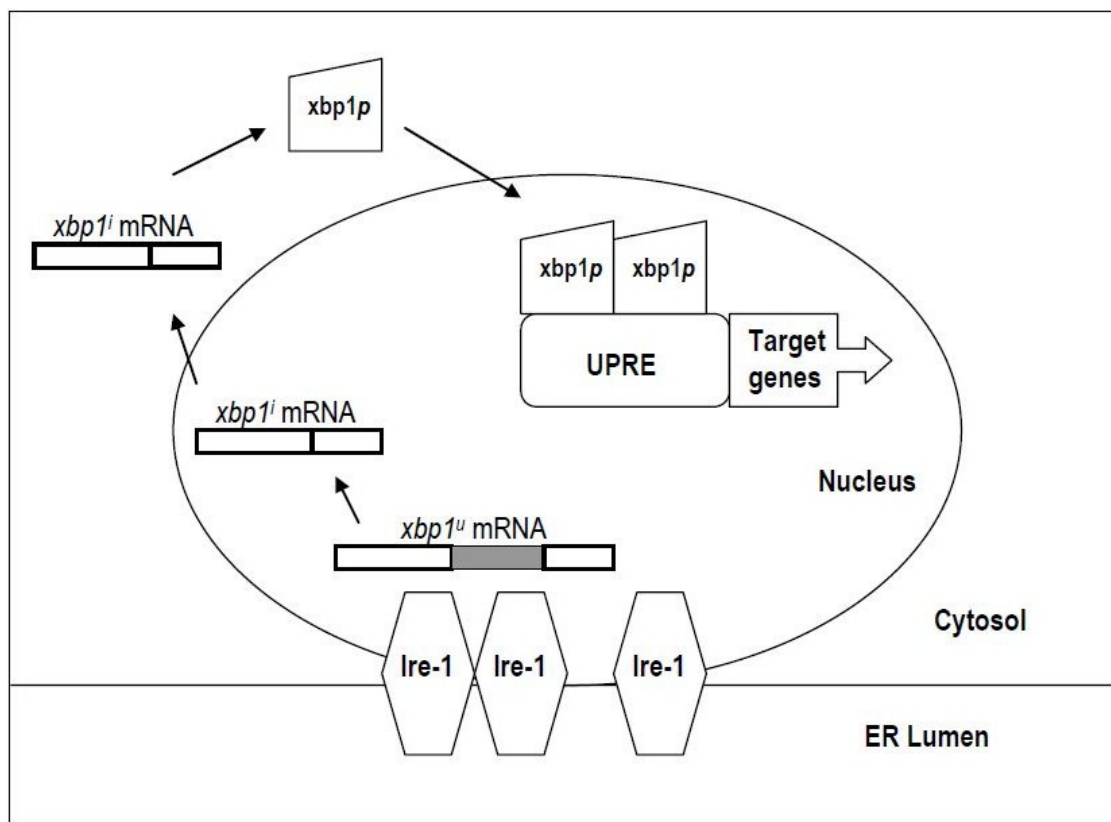 xbp1p
xbp1ⁱ mRNA
xbp1p xbp1p
UPRE
Target
genes
xbp1ⁱ mRNA
Nucleus
xbp1ᵘ mRNA
Cytosol
Ire-1 Ire-1 Ire-1
ER Lumen